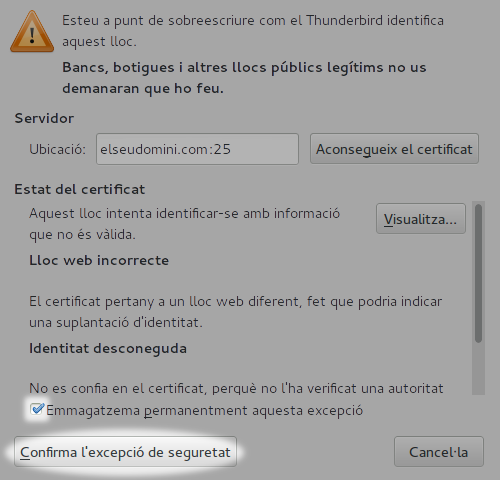 Esteu a punt de sobreescriure com el Thunderbird identifica
aquest lloc.
Bancs, botigues i altres llocs públics legítims no us
demanaran que ho feu.
Servidor
Ubicació: elseudomini.com:25 Aconsegueix el certificat
Estat del certificat
Aquest lloc intenta identificar-se amb informació
que no és vàlida.
Visualitza...
Lloc web incorrecte
El certificat pertany a un lloc web diferent, fet que podria indicar
una suplantació d'identitat.
Identitat desconeguda
No es confia en el certificat, perquè no l'ha verificat una autoritat
Emmagatzema permanentment aquesta excepció
Confirma l'excepció de seguretat Cancel·la